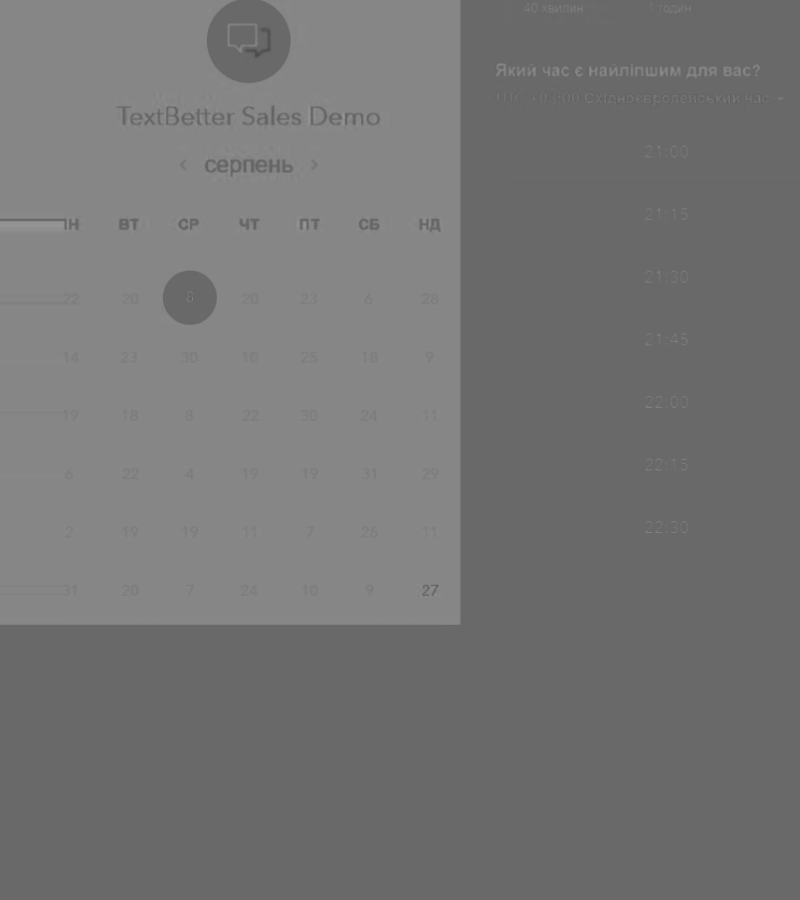 TextBetter Sales Demo
‹ серпень ›
ПН ВТ СР ЧТ ПТ СБ НД
22 20 8 20 23 6 28
14 23 30 10 25 18 9
19 18 8 22 30 24 11
6 22 4 19 19 31 29
2 19 19 11 7 26 11
31 20 7 24 10 9 27
40 хвилин 1 годин
Який час є найліпшим для вас?
Східноєвропейський час
21:00
21:15
21:30
21:45
22:00
22:15
22:30